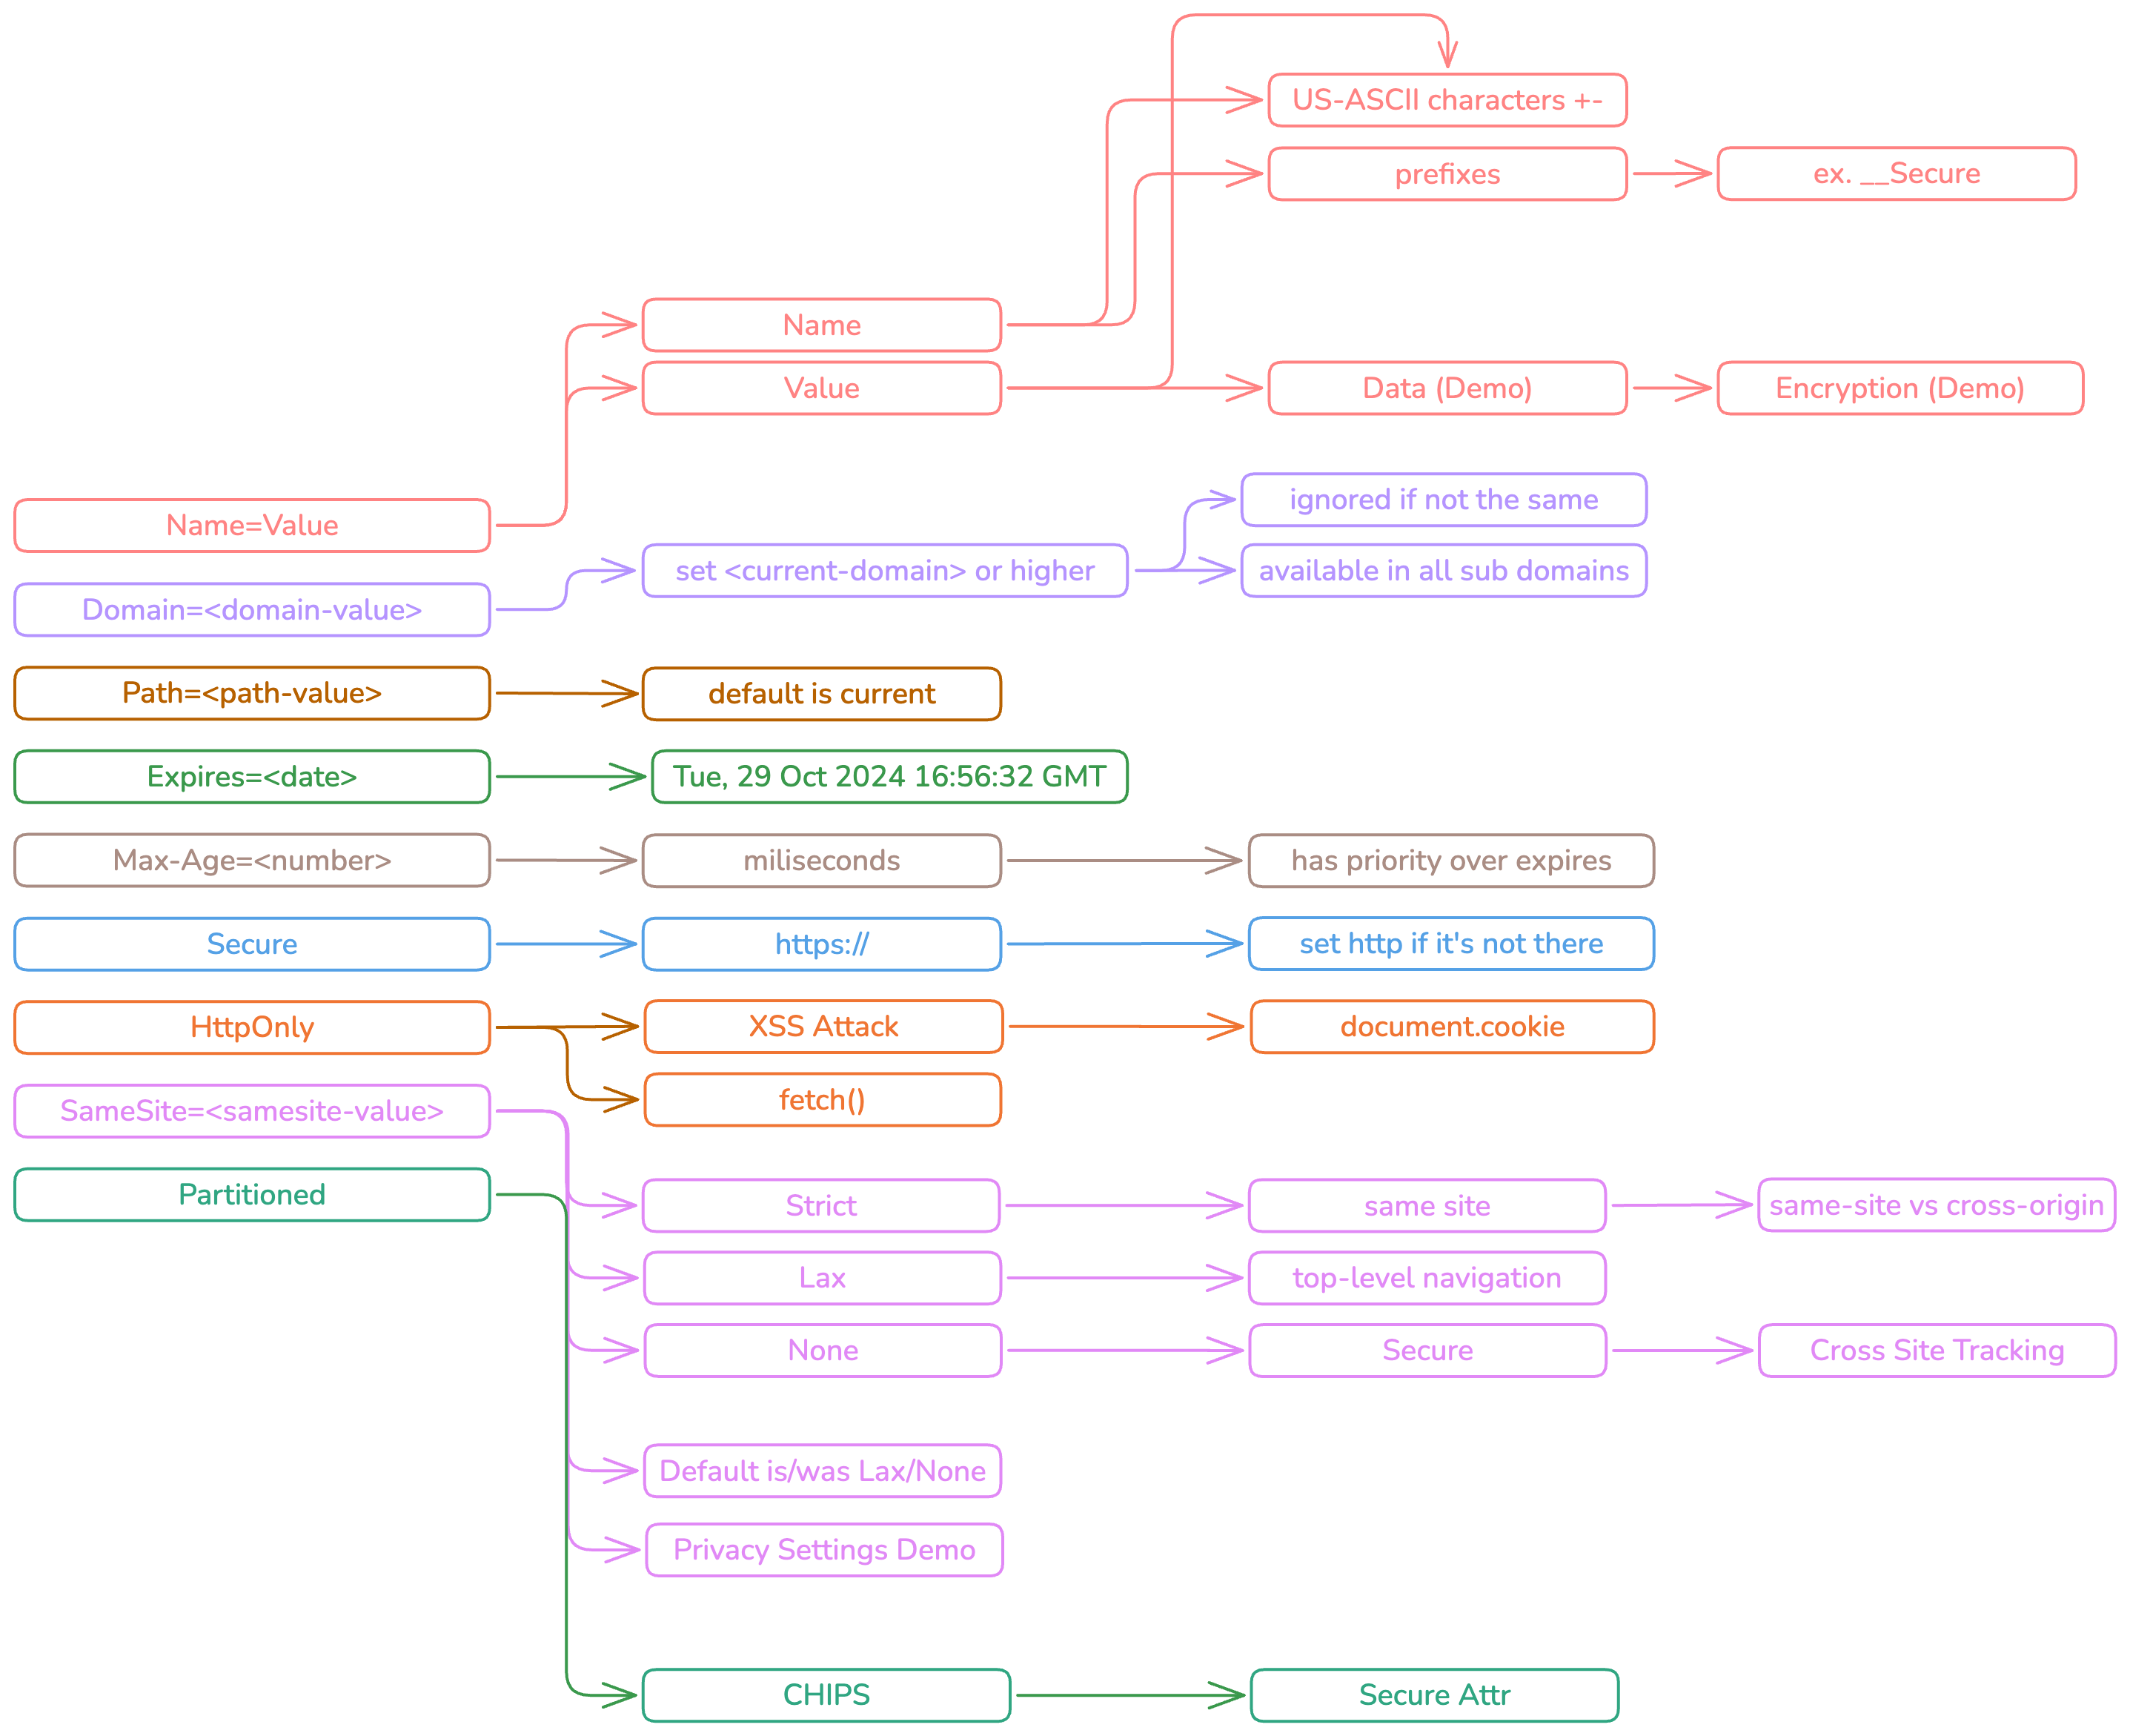 US-ASCII characters +-
prefixes
ex. __Secure
Name
Value
Data (Demo)
Encryption (Demo)
Name=Value
ignored if not the same
set <current-domain> or higher
available in all sub domains
Domain=<domain-value>
Path=<path-value>
default is current
Expires=<date>
Tue, 29 Oct 2024 16:56:32 GMT
Max-Age=<number>
miliseconds
has priority over expires
Secure
https://
set http if it's not there
HttpOnly
XSS Attack
document.cookie
fetch()
SameSite=<samesite-value>
Partitioned
Strict
same site
same-site vs cross-origin
Lax
top-level navigation
None
Secure
Cross Site Tracking
Default is/was Lax/None
Privacy Settings Demo
CHIPS
Secure Attr